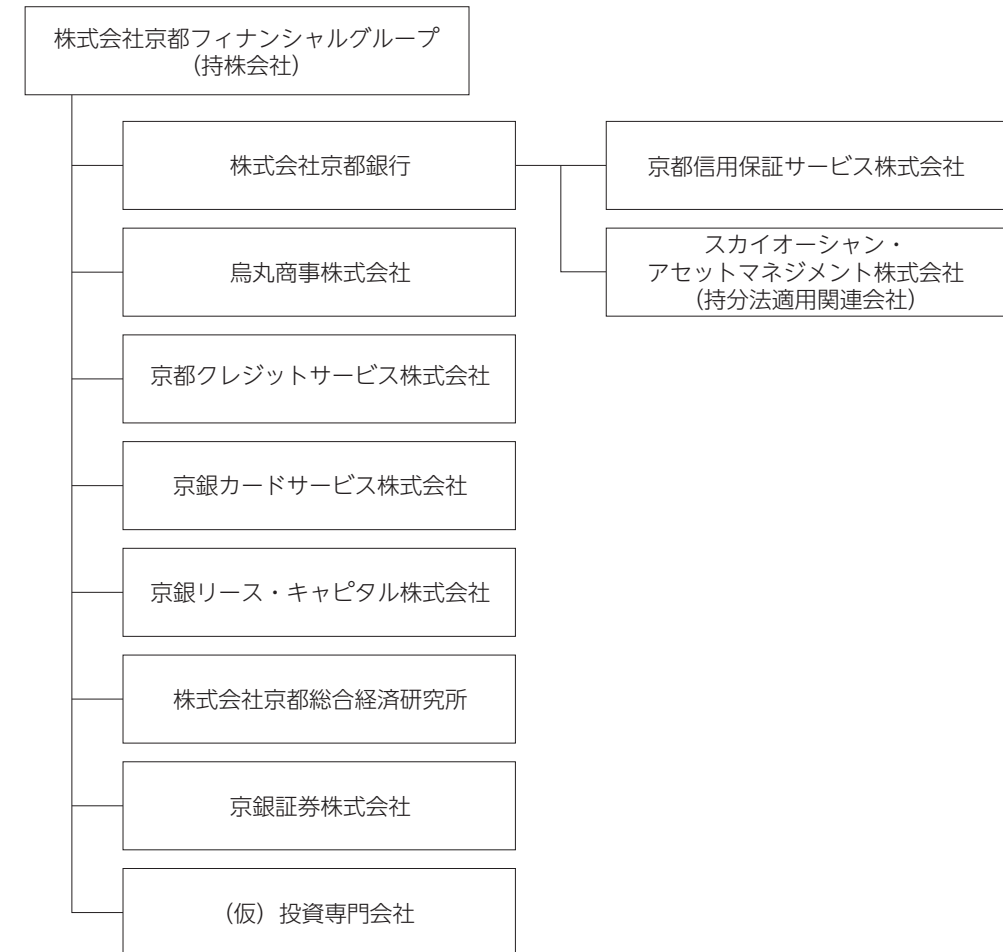 株式会社京都フィナンシャルグループ
(持株会社)
株式会社京都銀行
京都信用保証サービス株式会社
烏丸商事株式会社
スカイオーシャン・
アセットマネジメント株式会社
(持分法適用関連会社)
京都クレジットサービス株式会社
京銀カードサービス株式会社
京銀リース・キャピタル株式会社
株式会社京都総合経済研究所
京銀証券株式会社
(仮)投資専門会社